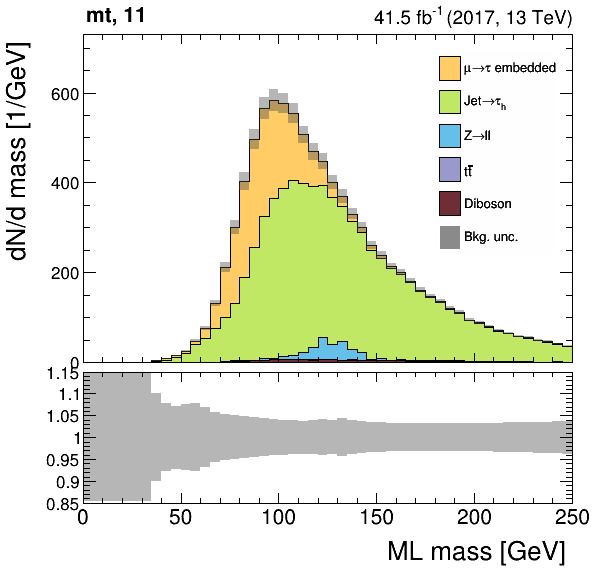 mt, 11
41.5 fb⁻¹ (2017, 13 TeV)
dN/d mass [1/GeV]
600
400
200
0
μ→τ embedded
Jet→τₕ
Z→ll
tt̄
Diboson
Bkg. unc.
1.15
1.1
1.05
1
0.95
0.9
0.85
0 50 100 150 200 250
ML mass [GeV]